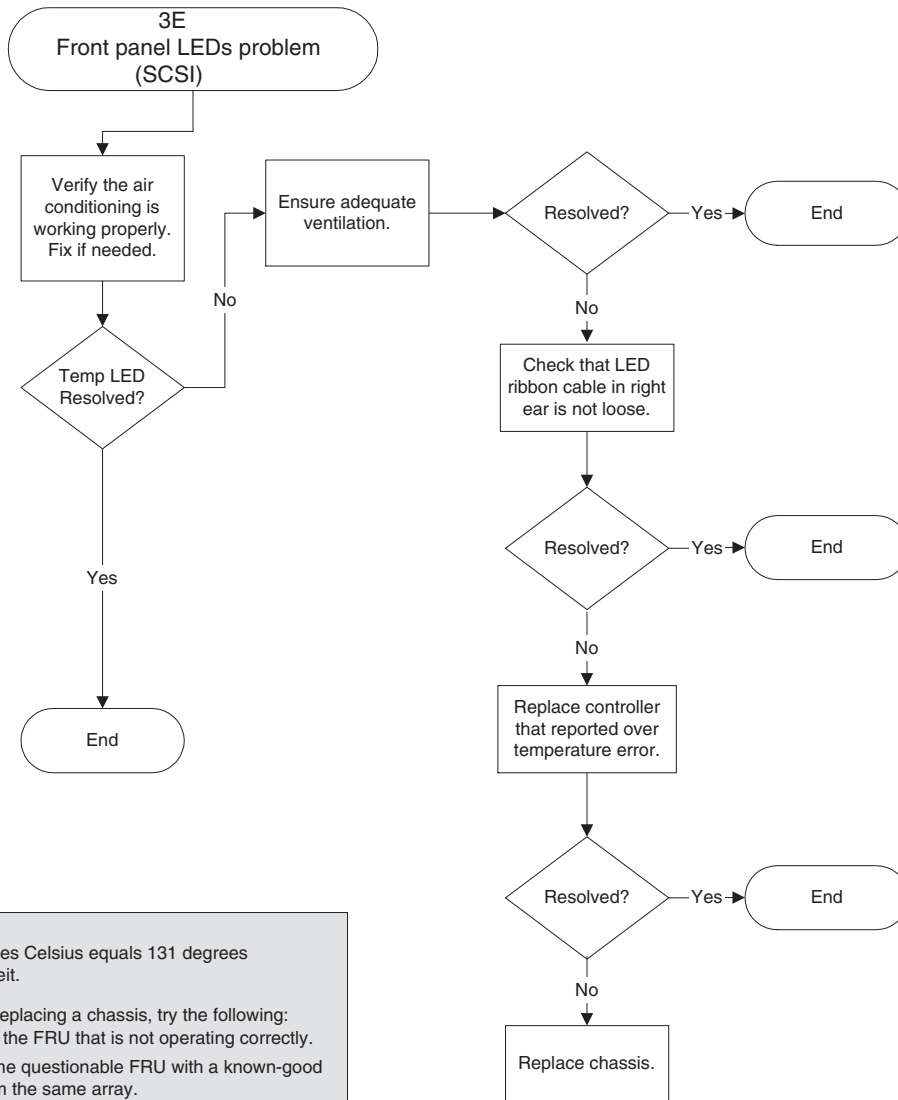 3E
Front panel LEDs problem
(SCSI)
Verify the air
conditioning is
working properly.
Fix if needed.
Ensure adequate
ventilation.
Resolved?
Yes
End
No
No
Temp LED
Resolved?
Check that LED
ribbon cable in right
ear is not loose.
Resolved?
Yes
End
Yes
No
End
Replace controller
that reported over
temperature error.
Resolved?
Yes
End
No
Replace chassis.
es Celsius equals 131 degrees
eit.
eplacing a chassis, try the following:
the FRU that is not operating correctly.
he questionable FRU with a known-good
m the same array.